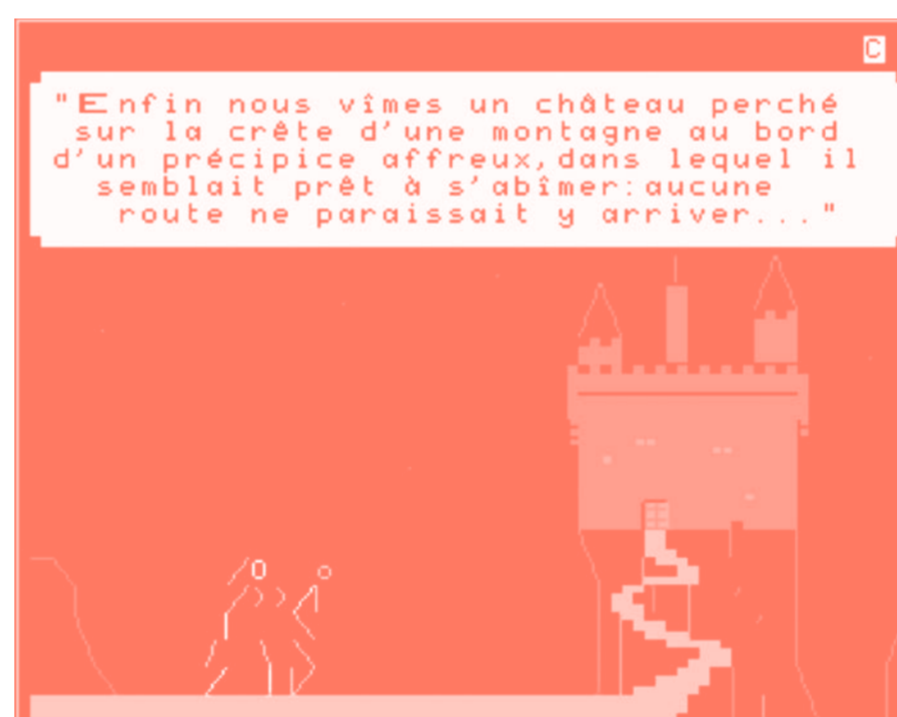 C
"Enfin nous vîmes un château perché
sur la crête d'une montagne au bord
d'un précipice affreux,dans lequel il
semblait prêt à s'abîmer:aucune
route ne paraissait y arriver..."